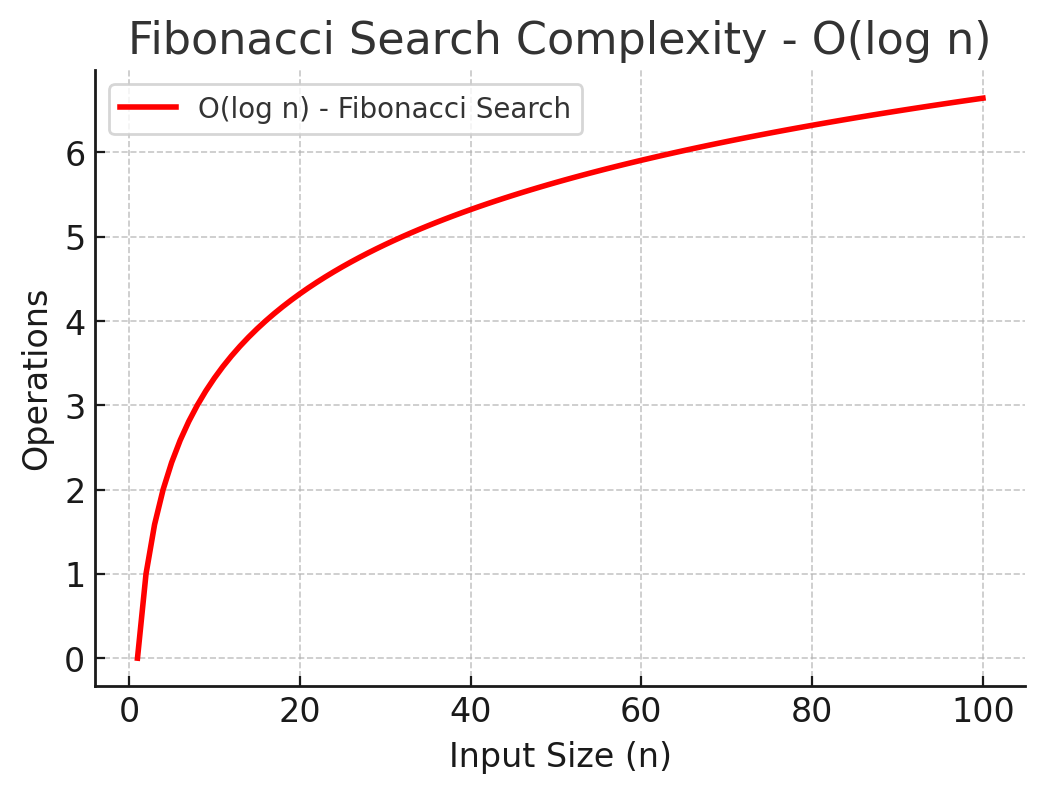 Fibonacci Search Complexity - O(log n)
O(log n) - Fibonacci Search
6
5
4
3
2
1
0
Operations
0 20 40 60 80 100
Input Size (n)